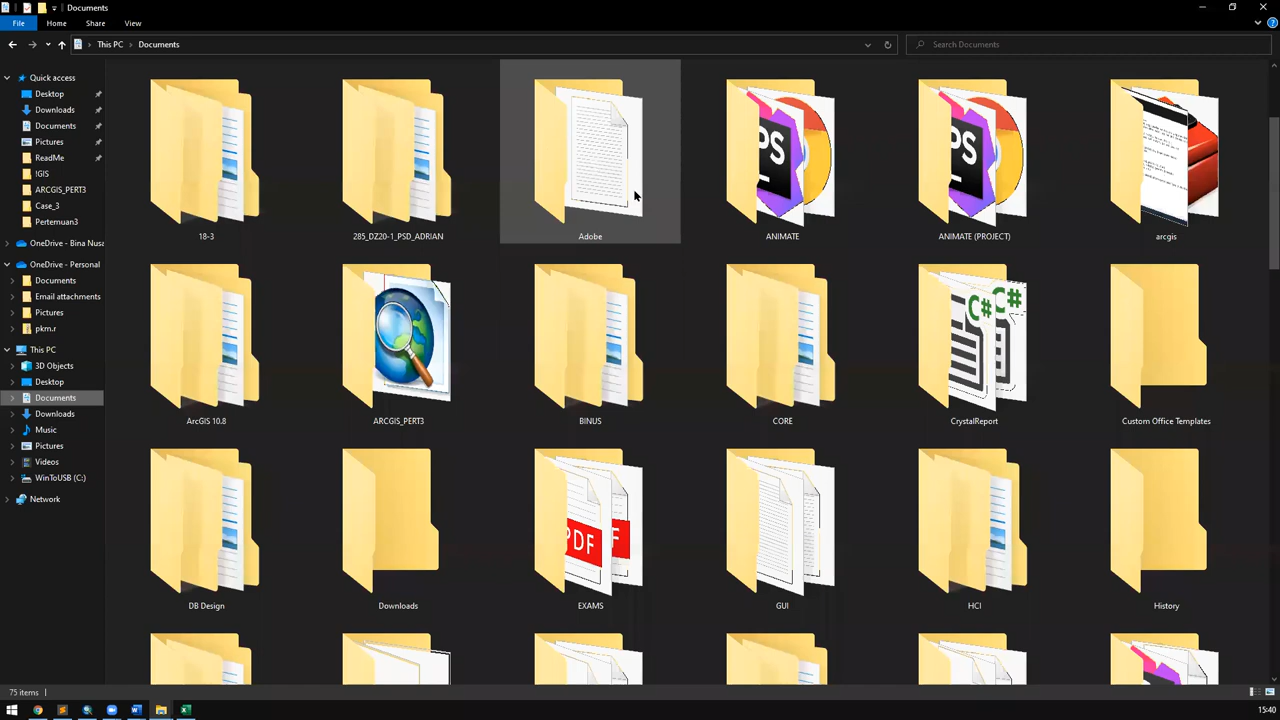 Documents
File Home Share View
This PC Documents Search Documents
Quick access
Desktop
Downloads
Documents
Pictures
ReadMe
!GIS
ARCGIS_PERT3
Case_3
Pertemuan3
OneDrive - Bina Nusa
OneDrive - Personal
Documents
Email attachments
Pictures
pkm.r
This PC
3D Objects
Desktop
Documents
Downloads
Music
Pictures
Videos
WinToUSB (C:)
Network
PS PS
18-3 285_DZ20-1_PSD_ADRIAN Adobe ANIMATE ANIMATE (PROJECT) arcgis
C# C#
ArcGIS 10.8 ARCGIS_PERT3 BINUS CORE CrystalReport Custom Office Templates
PDF F
DB Design Downloads EXAMS GUI HCI History
75 items
15:40